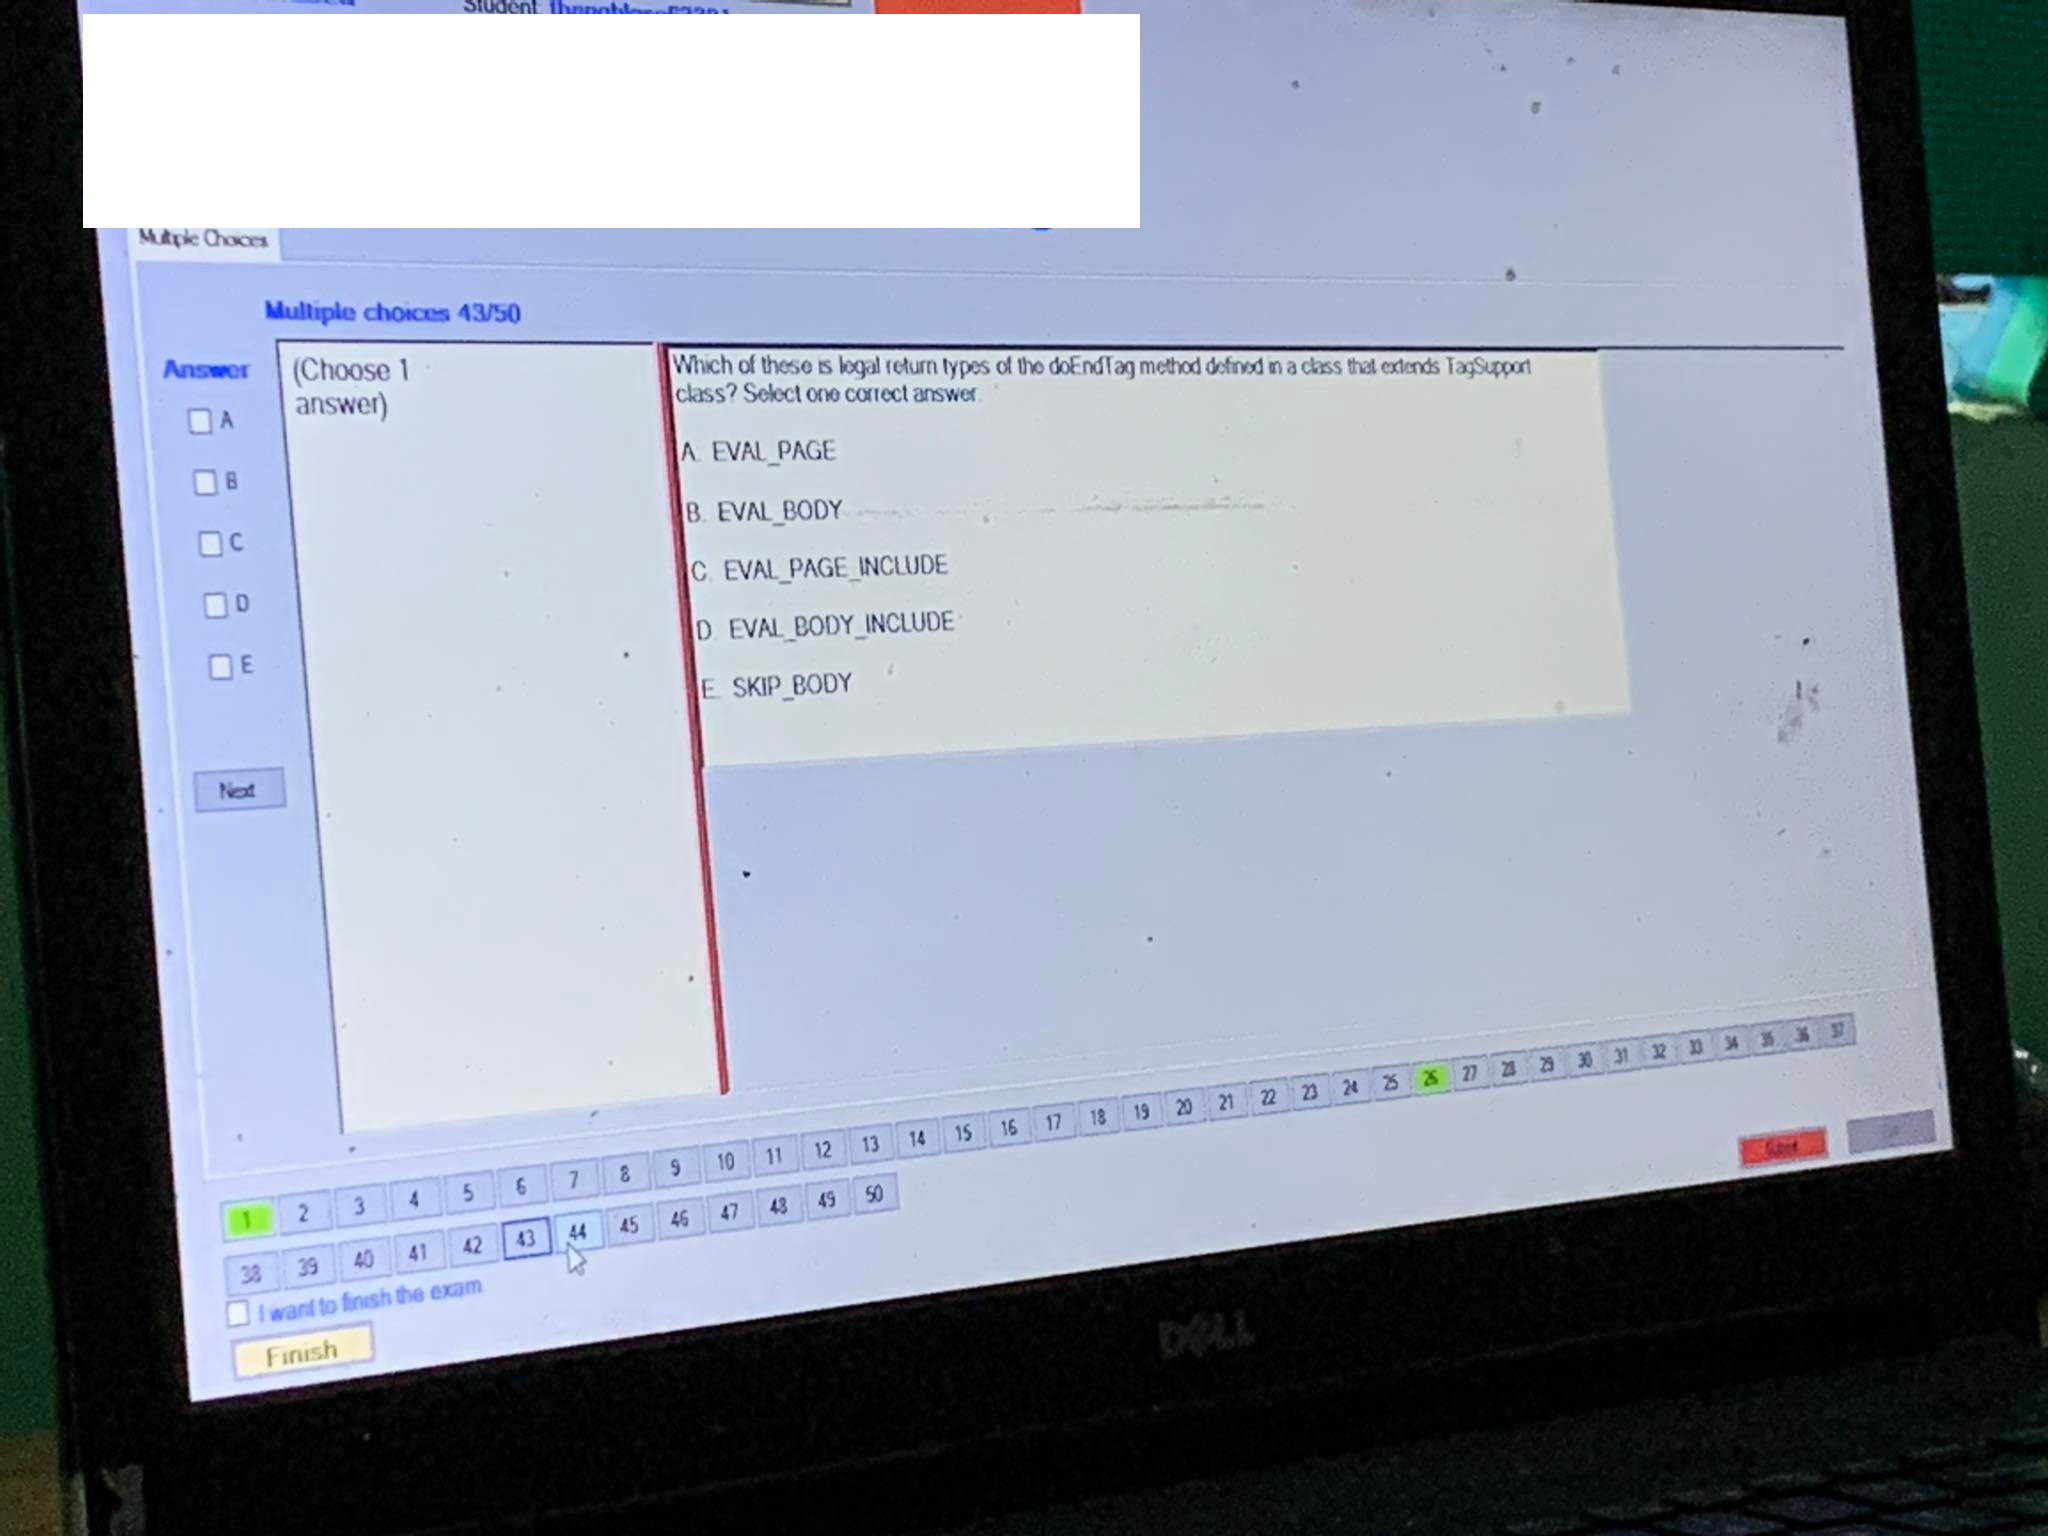 Student:
Multiple Choices
Multiple choices 43/50
Answer
(Choose 1
answer)
A
B
C
D
E
Next
Which of these is legal return types of the doEndTag method defined in a class that extends TagSupport
class? Select one correct answer.
A. EVAL_PAGE
B. EVAL_BODY
C. EVAL_PAGE_INCLUDE
D. EVAL_BODY_INCLUDE
E. SKIP_BODY
1 2 3 4 5 6 7 8 9 10 11 12 13 14 15 16 17 18 19 20 21 22 23 24 25 26 27 28 29 30 31 32 33 34 35 36 37
38 39 40 41 42 43 44 45 46 47 48 49 50
I want to finish the exam
Finish
Submit
DELL